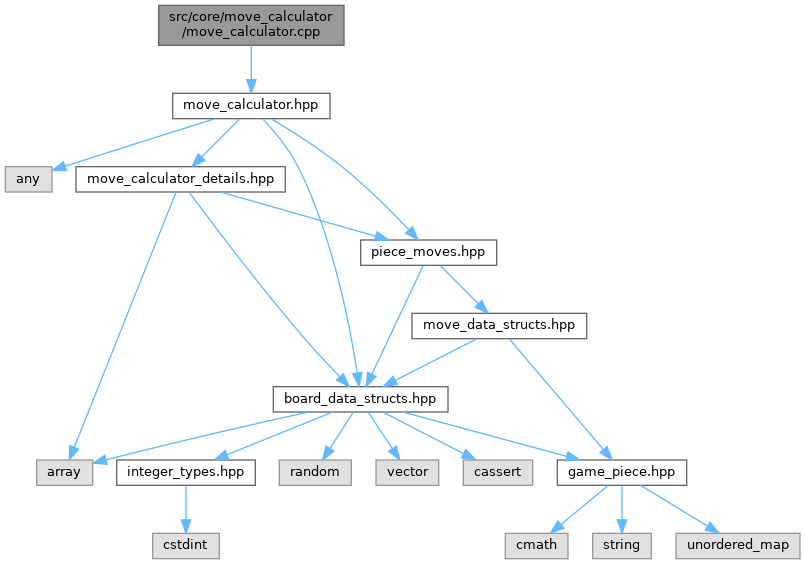 src/core/move_calculator
/move_calculator.cpp
move_calculator.hpp
any
move_calculator_details.hpp
piece_moves.hpp
move_data_structs.hpp
board_data_structs.hpp
array
integer_types.hpp
random
vector
cassert
game_piece.hpp
cstdint
cmath
string
unordered_map